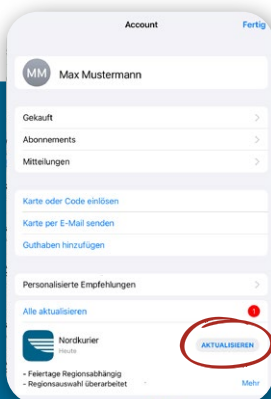 Account
Fertig
MM
Max Mustermann
Gekauft
Abonnements
Mitteilungen
Karte oder Code einlösen
Karte per E-Mail senden
Guthaben hinzufügen
Personalisierte Empfehlungen
Alle aktualisieren
1
Nordkurier
Heute
AKTUALISIEREN
- Feiertage Regionsabhängig
- Regionsauswahl überarbeitet
Mehr